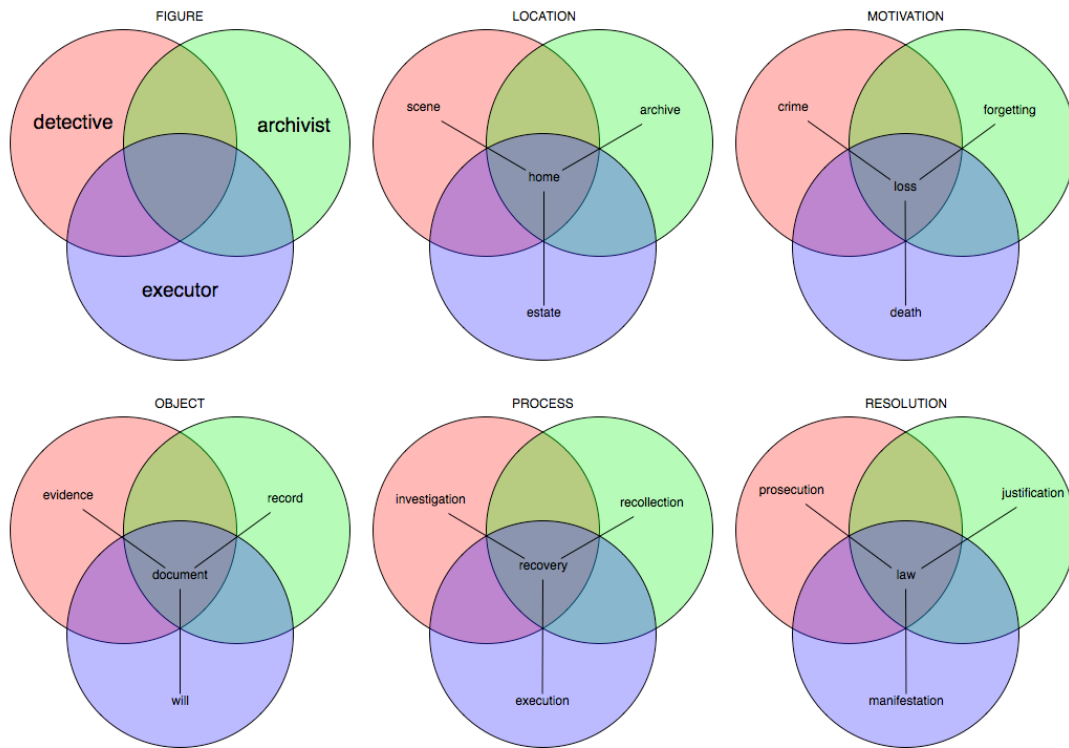 FIGURE
detective
archivist
executor
LOCATION
scene
archive
home
estate
MOTIVATION
crime
forgetting
loss
death
OBJECT
evidence
record
document
will
PROCESS
investigation
recollection
recovery
execution
RESOLUTION
prosecution
justification
law
manifestation